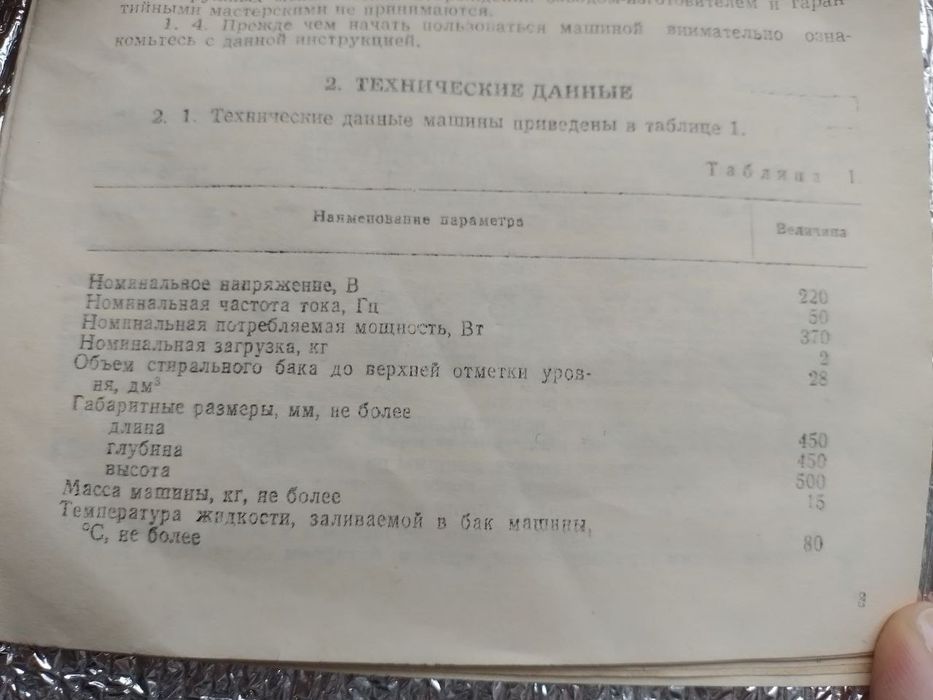 заводом-изготовителем и гаран
тийными мастерскими не принимаются.
1. 4. Прежде чем начать пользоваться машиной внимательно озна-
комьтесь с данной инструкцией.
2. ТЕХНИЧЕСКИЕ ДАННЫЕ
2. 1. Технические данные машины приведены в таблице 1.
Таблица 1
Наименование параметра Величина
Номинальное напряжение, В 220
Номинальная частота тока, Гц 50
Номинальная потребляемая мощность, Вт 370
Номинальная загрузка, кг 2
Объем стирального бака до верхней отметки уров- 28
ня, дм³
Габаритные размеры, мм, не более
длина 450
глубина 450
высота 500
Масса машины, кг, не более 15
Температура жидкости, заливаемой в бак машины,
°С, не более 80
3